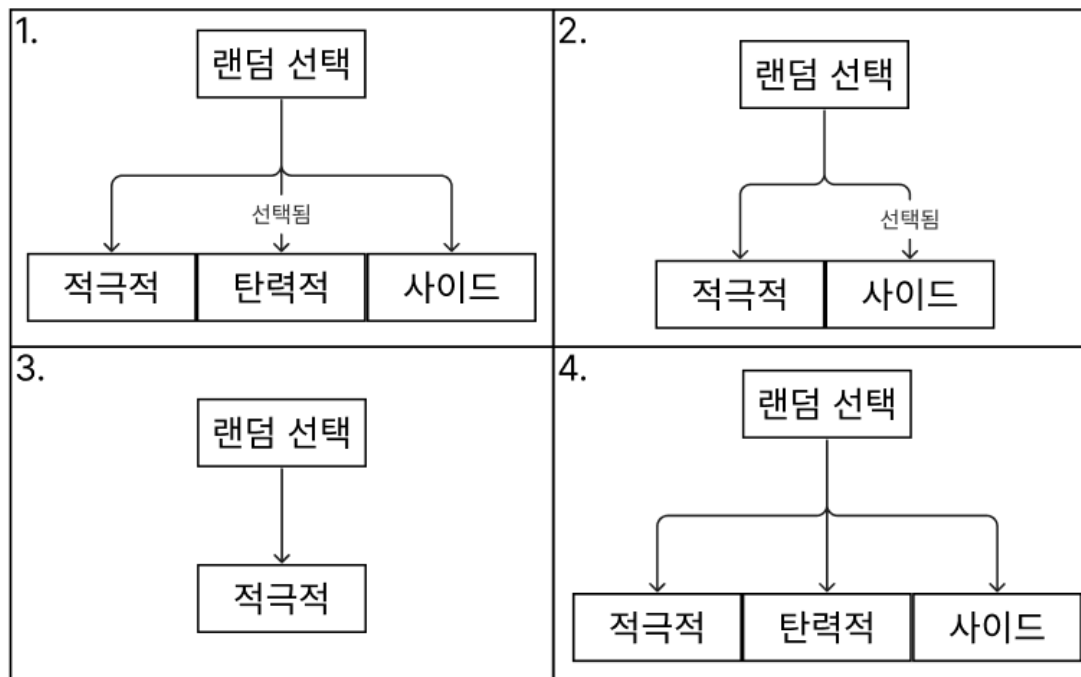 1.
랜덤 선택
선택됨
적극적 탄력적 사이드
2.
랜덤 선택
선택됨
적극적 사이드
3.
랜덤 선택
적극적
4.
랜덤 선택
적극적 탄력적 사이드